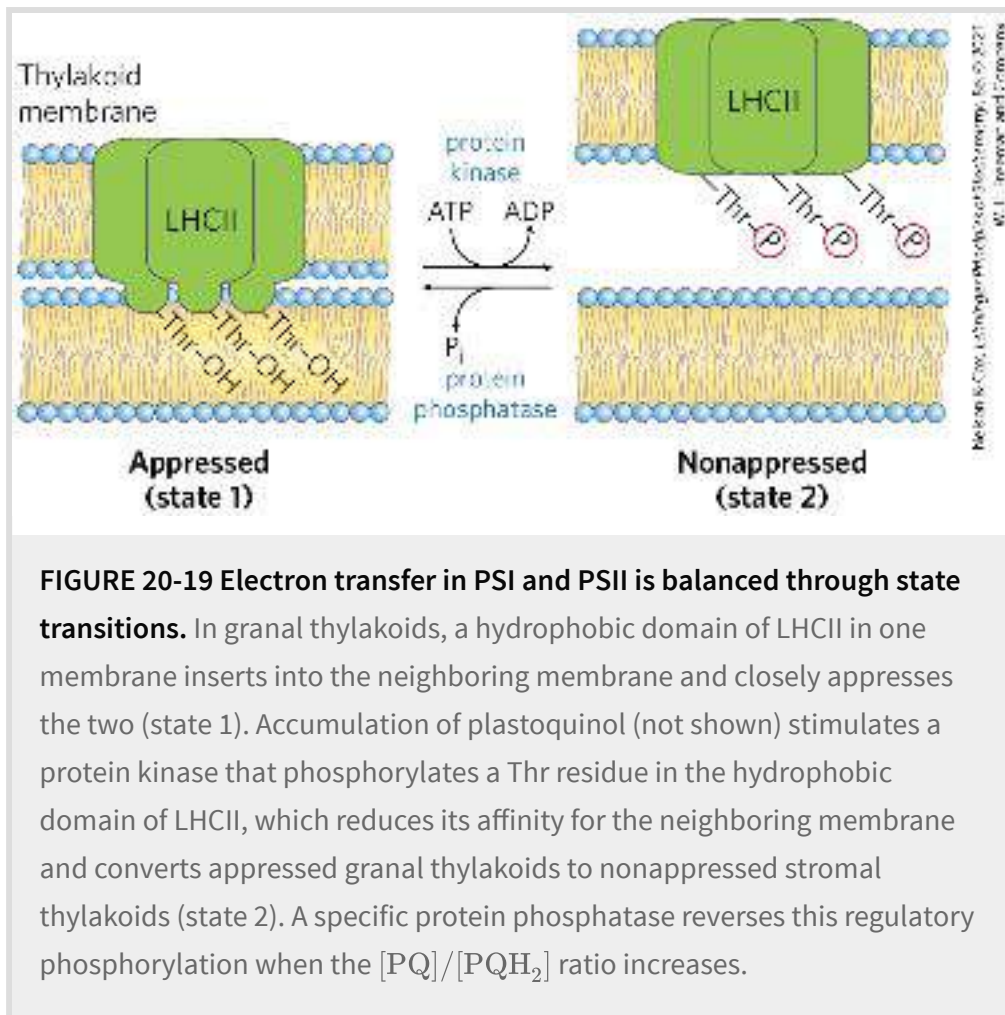 Thylakoid
membrane
LHCII
Thr-OH
Thr-OH
Thr-OH
Appressed
(state 1)
protein
kinase
ATP ADP
Pi
protein
phosphatase
LHCII
Thr-P
Thr-P
Thr-P
Nonappressed
(state 2)
FIGURE 20-19 Electron transfer in PSI and PSII is balanced through state
transitions. In granal thylakoids, a hydrophobic domain of LHCII in one
membrane inserts into the neighboring membrane and closely appresses
the two (state 1). Accumulation of plastoquinol (not shown) stimulates a
protein kinase that phosphorylates a Thr residue in the hydrophobic
domain of LHCII, which reduces its affinity for the neighboring membrane
and converts appressed granal thylakoids to nonappressed stromal
thylakoids (state 2). A specific protein phosphatase reverses this regulatory
phosphorylation when the [PQ]/[PQH₂] ratio increases.